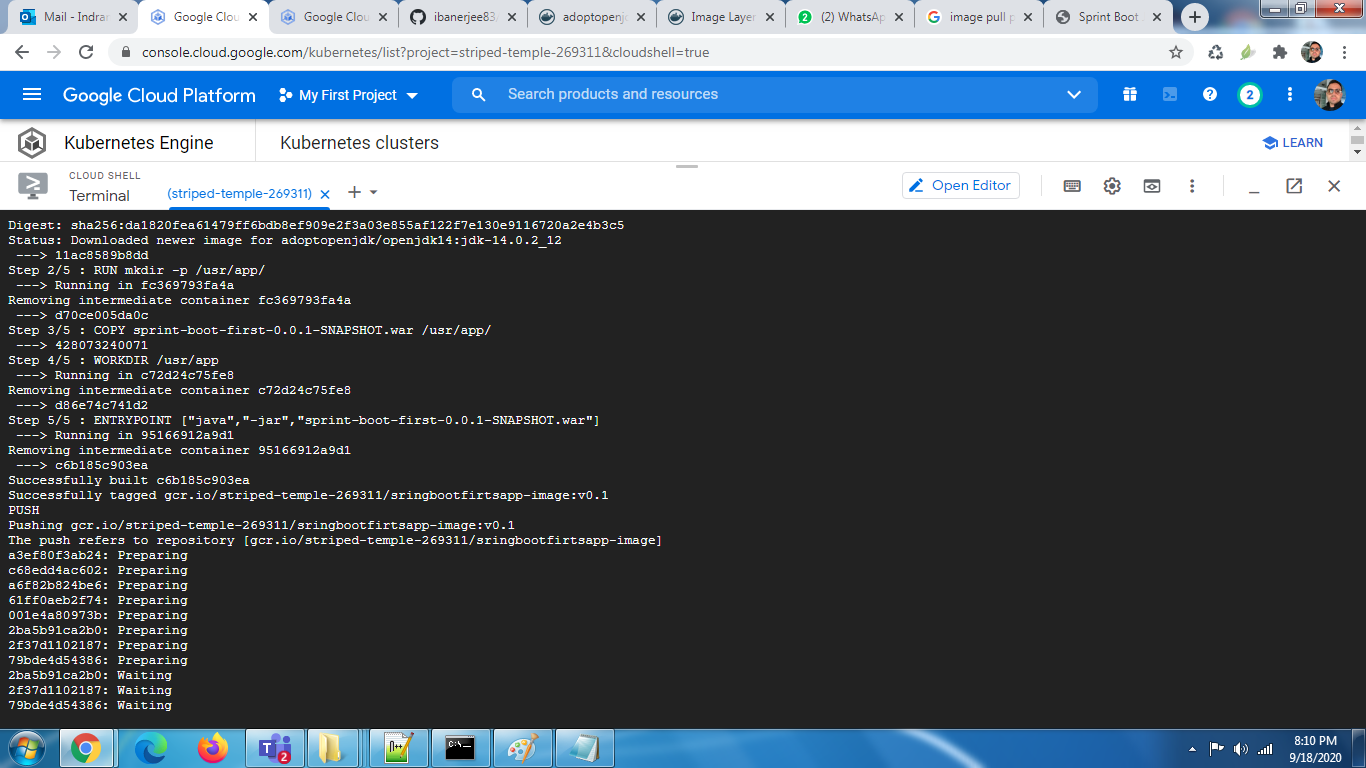 Mail - Indrar
Google Clo
Google Clou
ibanerjee83/
adoptopenjc
Image Layer
(2) WhatsAp
image pull p
Sprint Boot
console.cloud.google.com/kubernetes/list?project=striped-temple-269311&cloudshell=true
Google Cloud Platform
My First Project
Search products and resources
2
Kubernetes Engine
Kubernetes clusters
LEARN
CLOUD SHELL
Terminal
(striped-temple-269311)
Open Editor
Digest: sha256:da1820fea61479ff6bdb8ef909e2f3a03e855af122f7e130e9116720a2e4b3c5
Status: Downloaded newer image for adoptopenjdk/openjdk14:jdk-14.0.2_12
---> 11ac8589b8dd
Step 2/5 : RUN mkdir -p /usr/app/
---> Running in fc369793fa4a
Removing intermediate container fc369793fa4a
---> d70ce005da0c
Step 3/5 : COPY sprint-boot-first-0.0.1-SNAPSHOT.war /usr/app/
---> 428073240071
Step 4/5 : WORKDIR /usr/app
---> Running in c72d24c75fe8
Removing intermediate container c72d24c75fe8
---> d86e74c741d2
Step 5/5 : ENTRYPOINT ["java","-jar","sprint-boot-first-0.0.1-SNAPSHOT.war"]
---> Running in 95166912a9d1
Removing intermediate container 95166912a9d1
---> c6b185c903ea
Successfully built c6b185c903ea
Successfully tagged gcr.io/striped-temple-269311/sringbootfirtsapp-image:v0.1
PUSH
Pushing gcr.io/striped-temple-269311/sringbootfirtsapp-image:v0.1
The push refers to repository [gcr.io/striped-temple-269311/sringbootfirtsapp-image]
a3ef80f3ab24: Preparing
c68edd4ac602: Preparing
a6f82b824be6: Preparing
61ff0aeb2f74: Preparing
001e4a80973b: Preparing
2ba5b91ca2b0: Preparing
2f37d1102187: Preparing
79bde4d54386: Preparing
2ba5b91ca2b0: Waiting
2f37d1102187: Waiting
79bde4d54386: Waiting
8:10 PM
9/18/2020